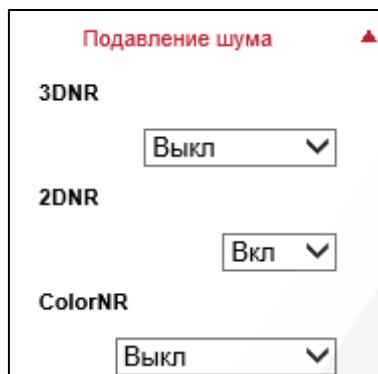 Подавление шума
3DNR
Выкл
2DNR
Вкл
ColorNR
Выкл